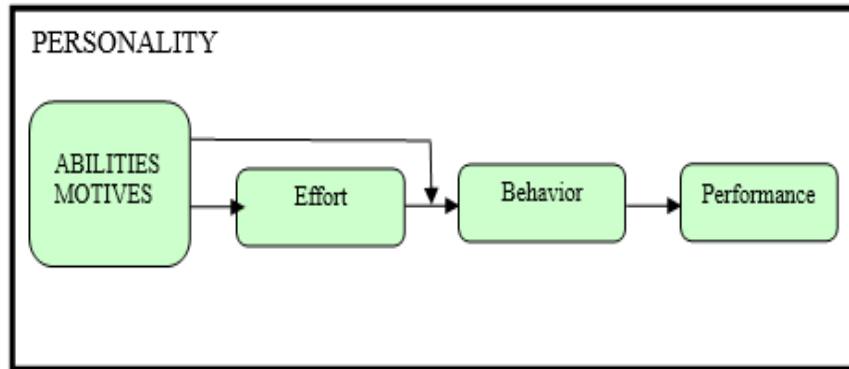 PERSONALITY
ABILITIES
MOTIVES
Effort
Behavior
Performance